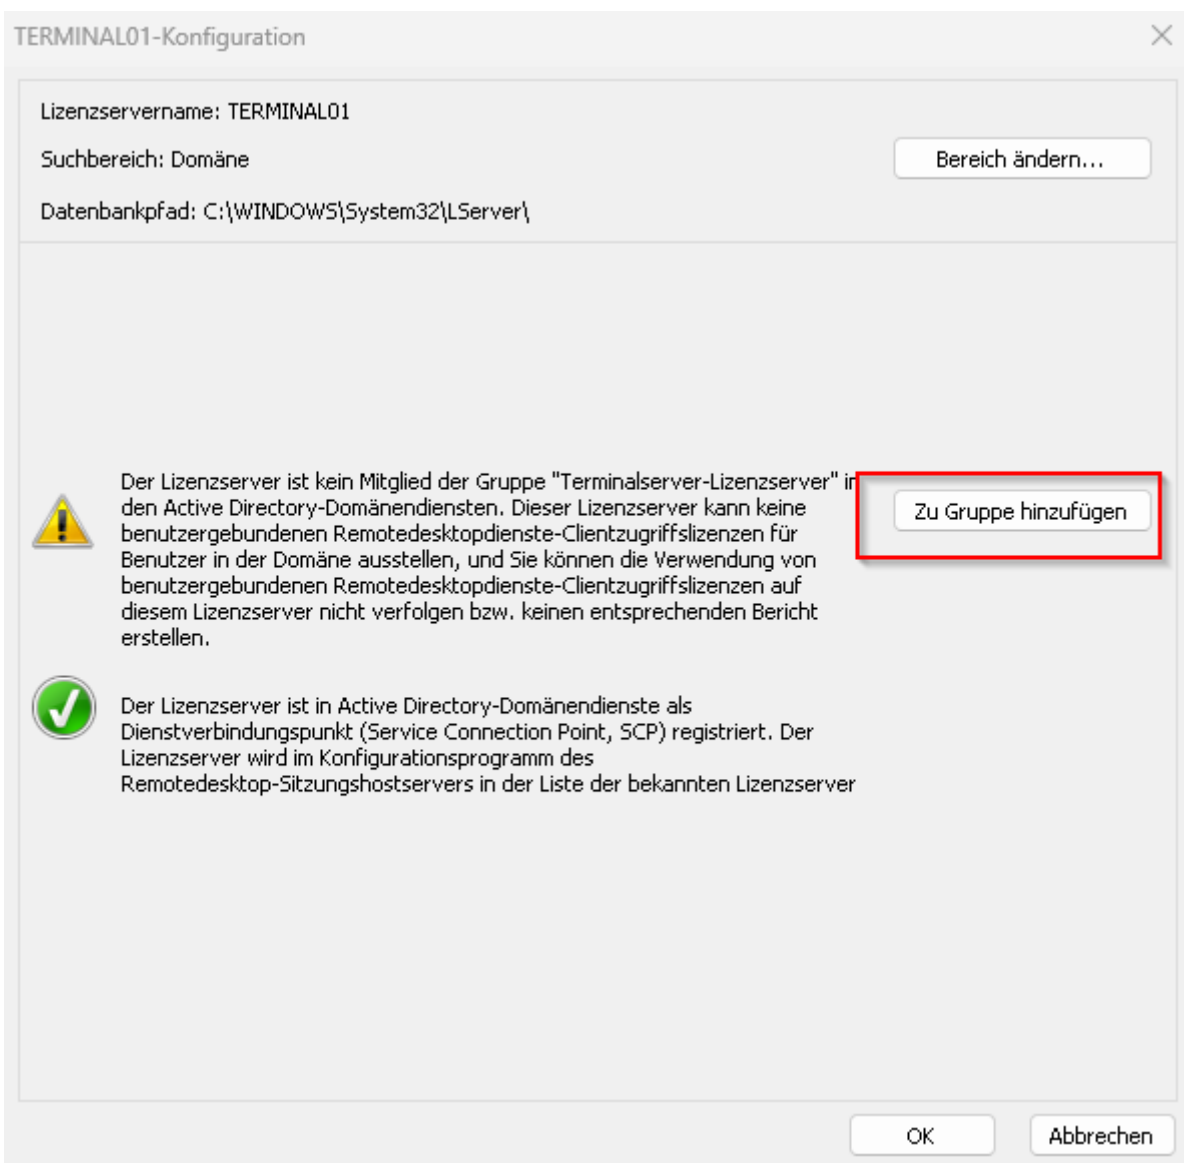 TERMINAL01-Konfiguration
Lizenzservername: TERMINAL01
Suchbereich: Domäne
Bereich ändern...
Datenbankpfad: C:\WINDOWS\System32\LServer\
Der Lizenzserver ist kein Mitglied der Gruppe "Terminalserver-Lizenzserver" in
den Active Directory-Domänendiensten. Dieser Lizenzserver kann keine
benutzergebundenen Remotedesktopdienste-Clientzugriffslizenzen für
Benutzer in der Domäne ausstellen, und Sie können die Verwendung von
benutzergebundenen Remotedesktopdienste-Clientzugriffslizenzen auf
diesem Lizenzserver nicht verfolgen bzw. keinen entsprechenden Bericht
erstellen.
Zu Gruppe hinzufügen
Der Lizenzserver ist in Active Directory-Domänendienste als
Dienstverbindungspunkt (Service Connection Point, SCP) registriert. Der
Lizenzserver wird im Konfigurationsprogramm des
Remotedesktop-Sitzungshostservers in der Liste der bekannten Lizenzserver
OK
Abbrechen